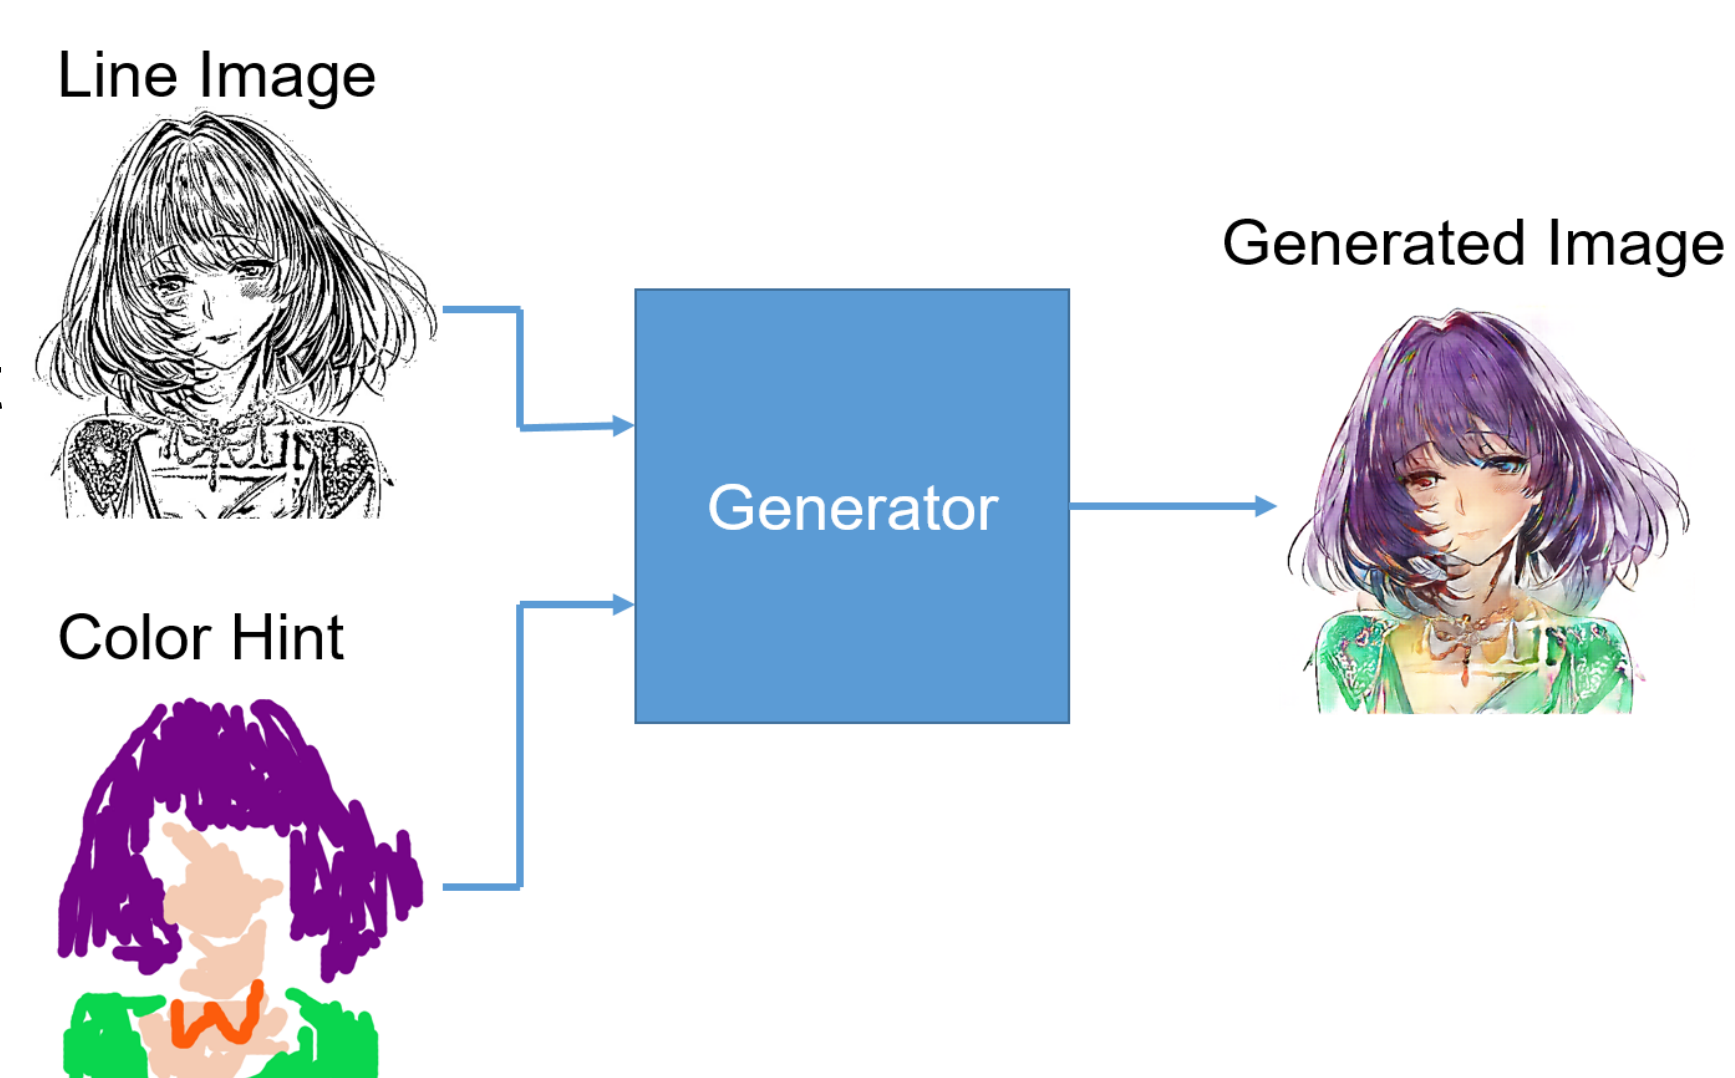 Line Image
Generated Image
Generator
Color Hint